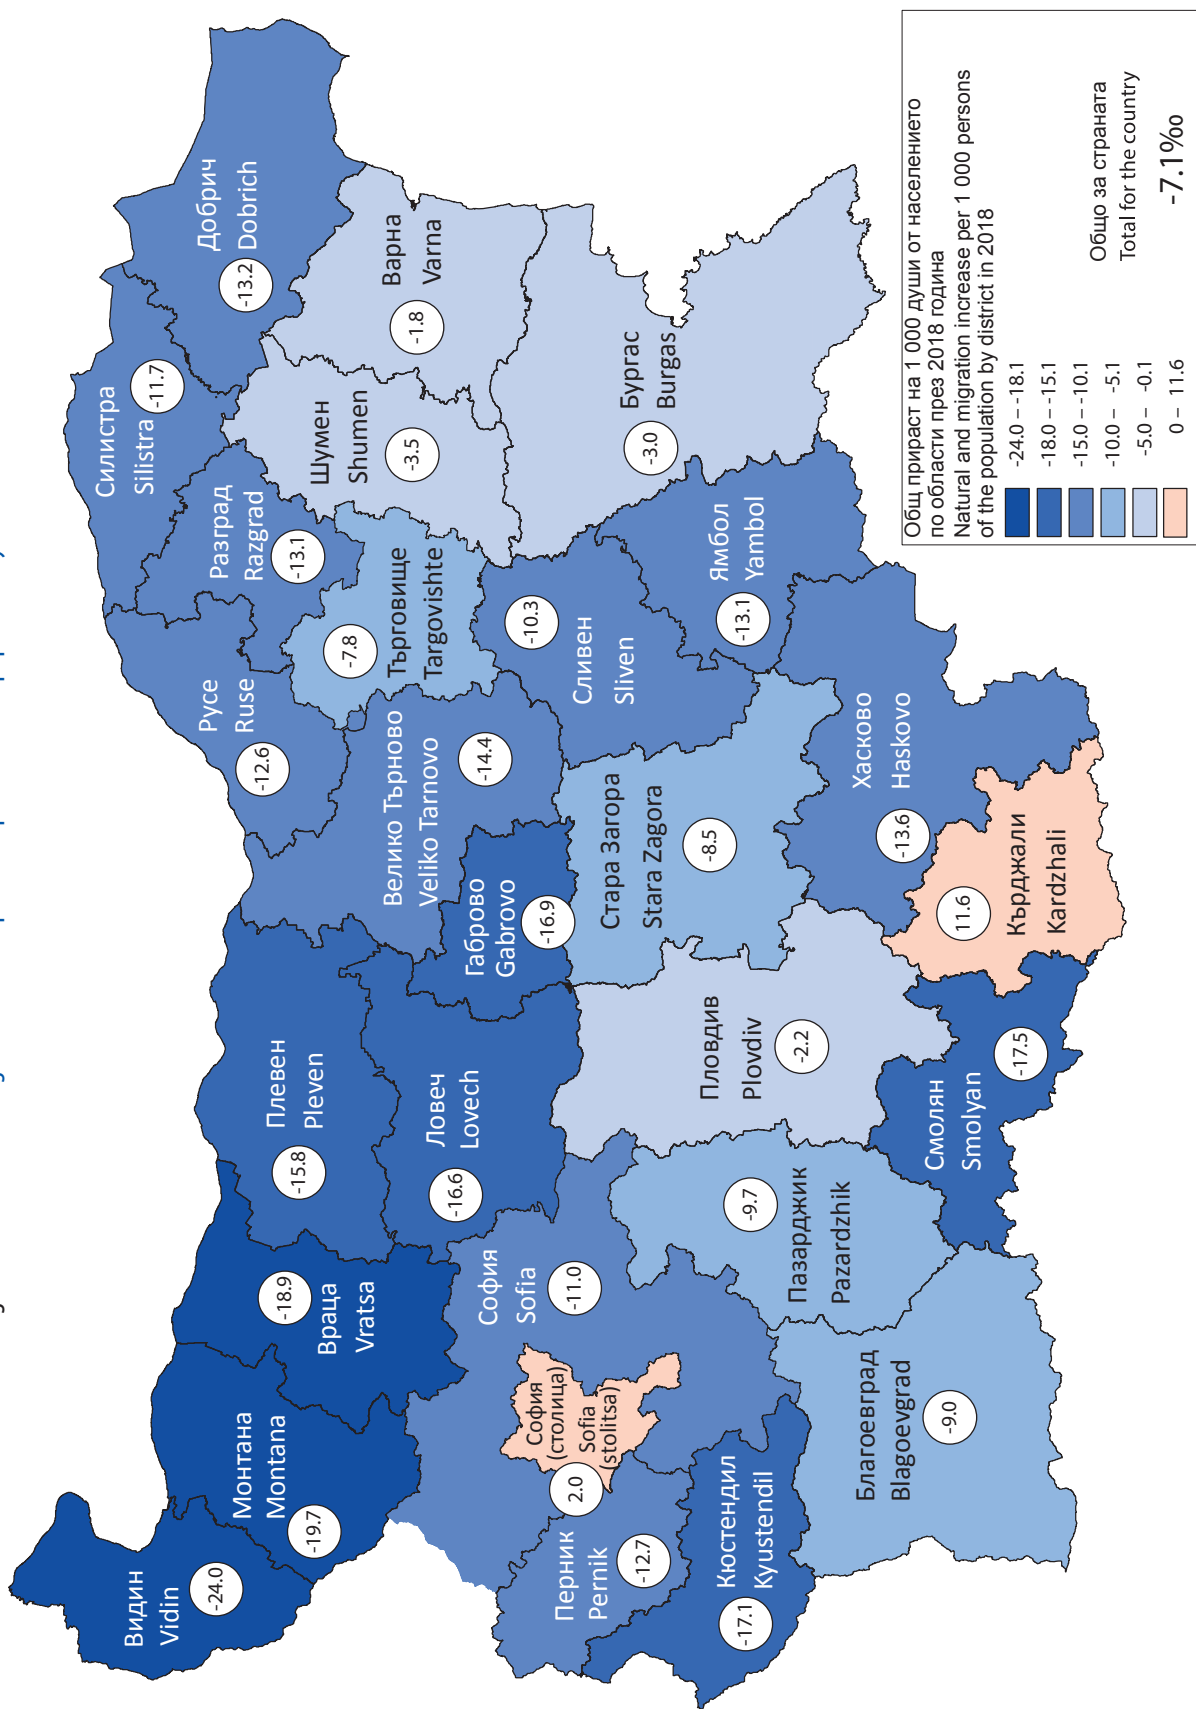 Видин
Vidin
-24.0
Монтана
Montana
-19.7
Враца
Vratsa
-18.9
Плевен
Pleven
-15.8
Ловеч
Lovech
-16.6
Габрово
Gabrovo
-16.9
Велико Търново
Veliko Tarnovo
-14.4
Русе
Ruse
-12.6
Разград
Razgrad
-13.1
Силистра
Silistra
-11.7
Добрич
Dobrich
-13.2
Варна
Varna
-1.8
Шумен
Shumen
-3.5
Търговище
Targovishte
-7.8
Бургас
Burgas
-3.0
Сливен
Sliven
-10.3
Ямбол
Yambol
-13.1
Стара Загора
Stara Zagora
-8.5
Хасково
Haskovo
-13.6
Кърджали
Kardzhali
11.6
Пловдив
Plovdiv
-2.2
Смолян
Smolyan
-17.5
Пазарджик
Pazardzhik
-9.7
София
Sofia
-11.0
София
(столица)
Sofia
(stolitsa)
2.0
Перник
Pernik
-12.7
Кюстендил
Kyustendil
-17.1
Благоевград
Blagoevgrad
-9.0
Общ прираст на 1 000 души от населението
по области през 2018 година
Natural and migration increase per 1 000 persons
of the population by district in 2018
-24.0 – -18.1
-18.0 – -15.1
-15.0 – -10.1
-10.0 – -5.1
-5.0 – -0.1
0 – 11.6
Общо за страната
Total for the country
-7.1‰